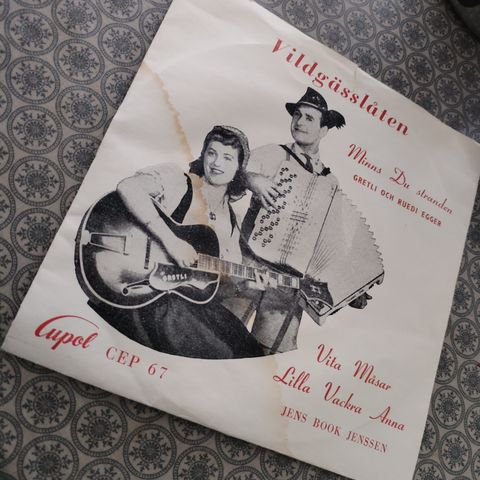 Vildgässlåten
Minns Du stranden
GRETLI OCH RUEDI EGGER
GRETLI
Vita Måsar
Lilla Vackra Anna
JENS BOOK JENSSEN
Cupol CEP 67